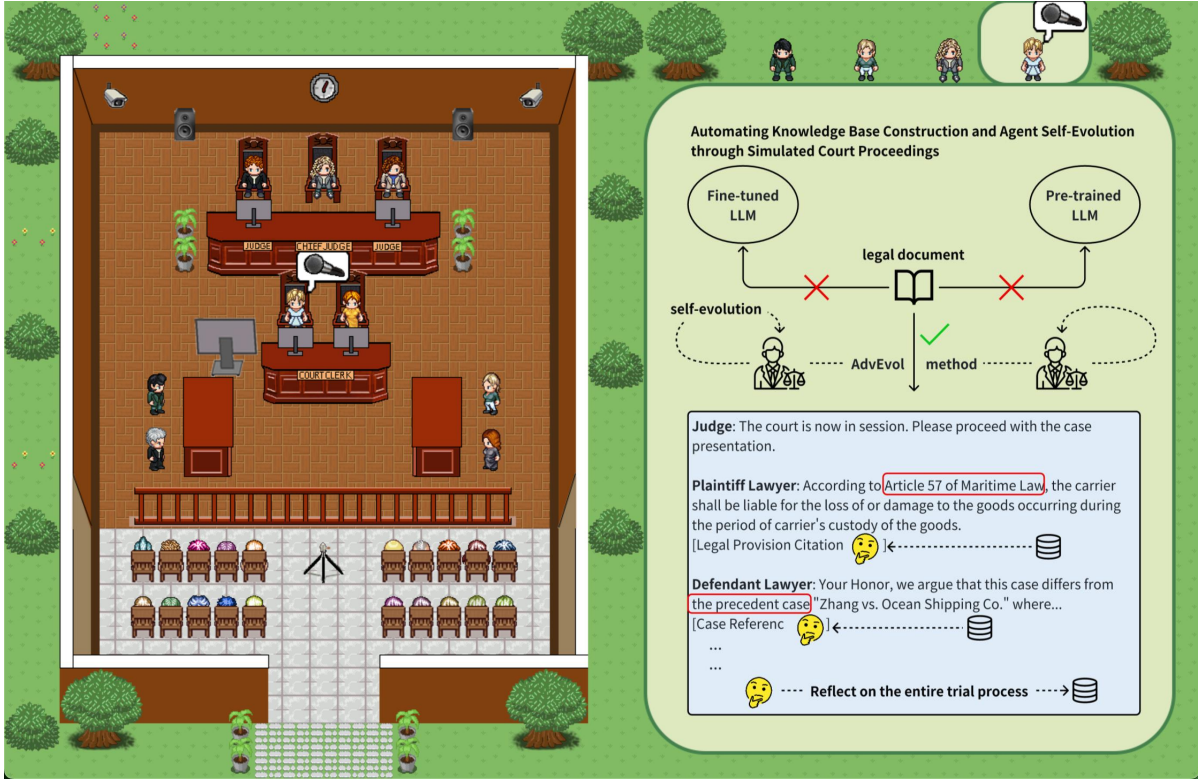 JUDGE CHIEFJUDGE JUDGE
COURTCLERK
Automating Knowledge Base Construction and Agent Self-Evolution
through Simulated Court Proceedings
Fine-tuned
LLM
Pre-trained
LLM
legal document
self-evolution
AdvEvol method
Judge: The court is now in session. Please proceed with the case
presentation.
Plaintiff Lawyer: According to Article 57 of Maritime Law, the carrier
shall be liable for the loss of or damage to the goods occurring during
the period of carrier's custody of the goods.
[Legal Provision Citation ]
Defendant Lawyer: Your Honor, we argue that this case differs from
the precedent case "Zhang vs. Ocean Shipping Co." where...
[Case Referenc ]
...
...
Reflect on the entire trial process